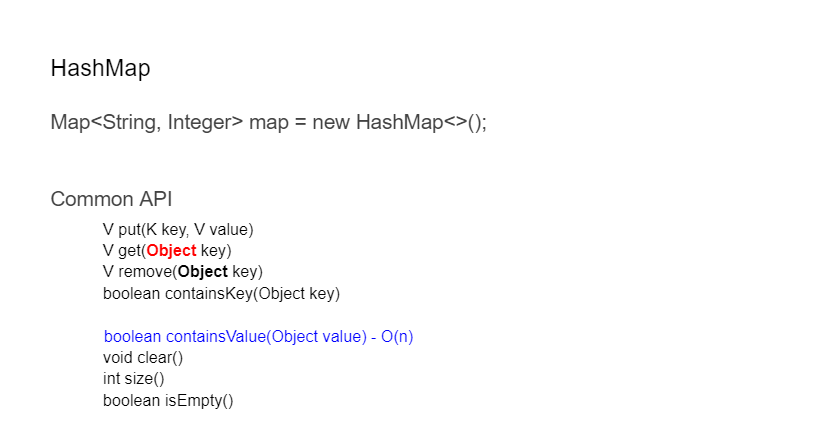 HashMap
Map<String, Integer> map = new HashMap<>();
Common API
V put(K key, V value)
V get(Object key)
V remove(Object key)
boolean containsKey(Object key)
boolean containsValue(Object value) - O(n)
void clear()
int size()
boolean isEmpty()